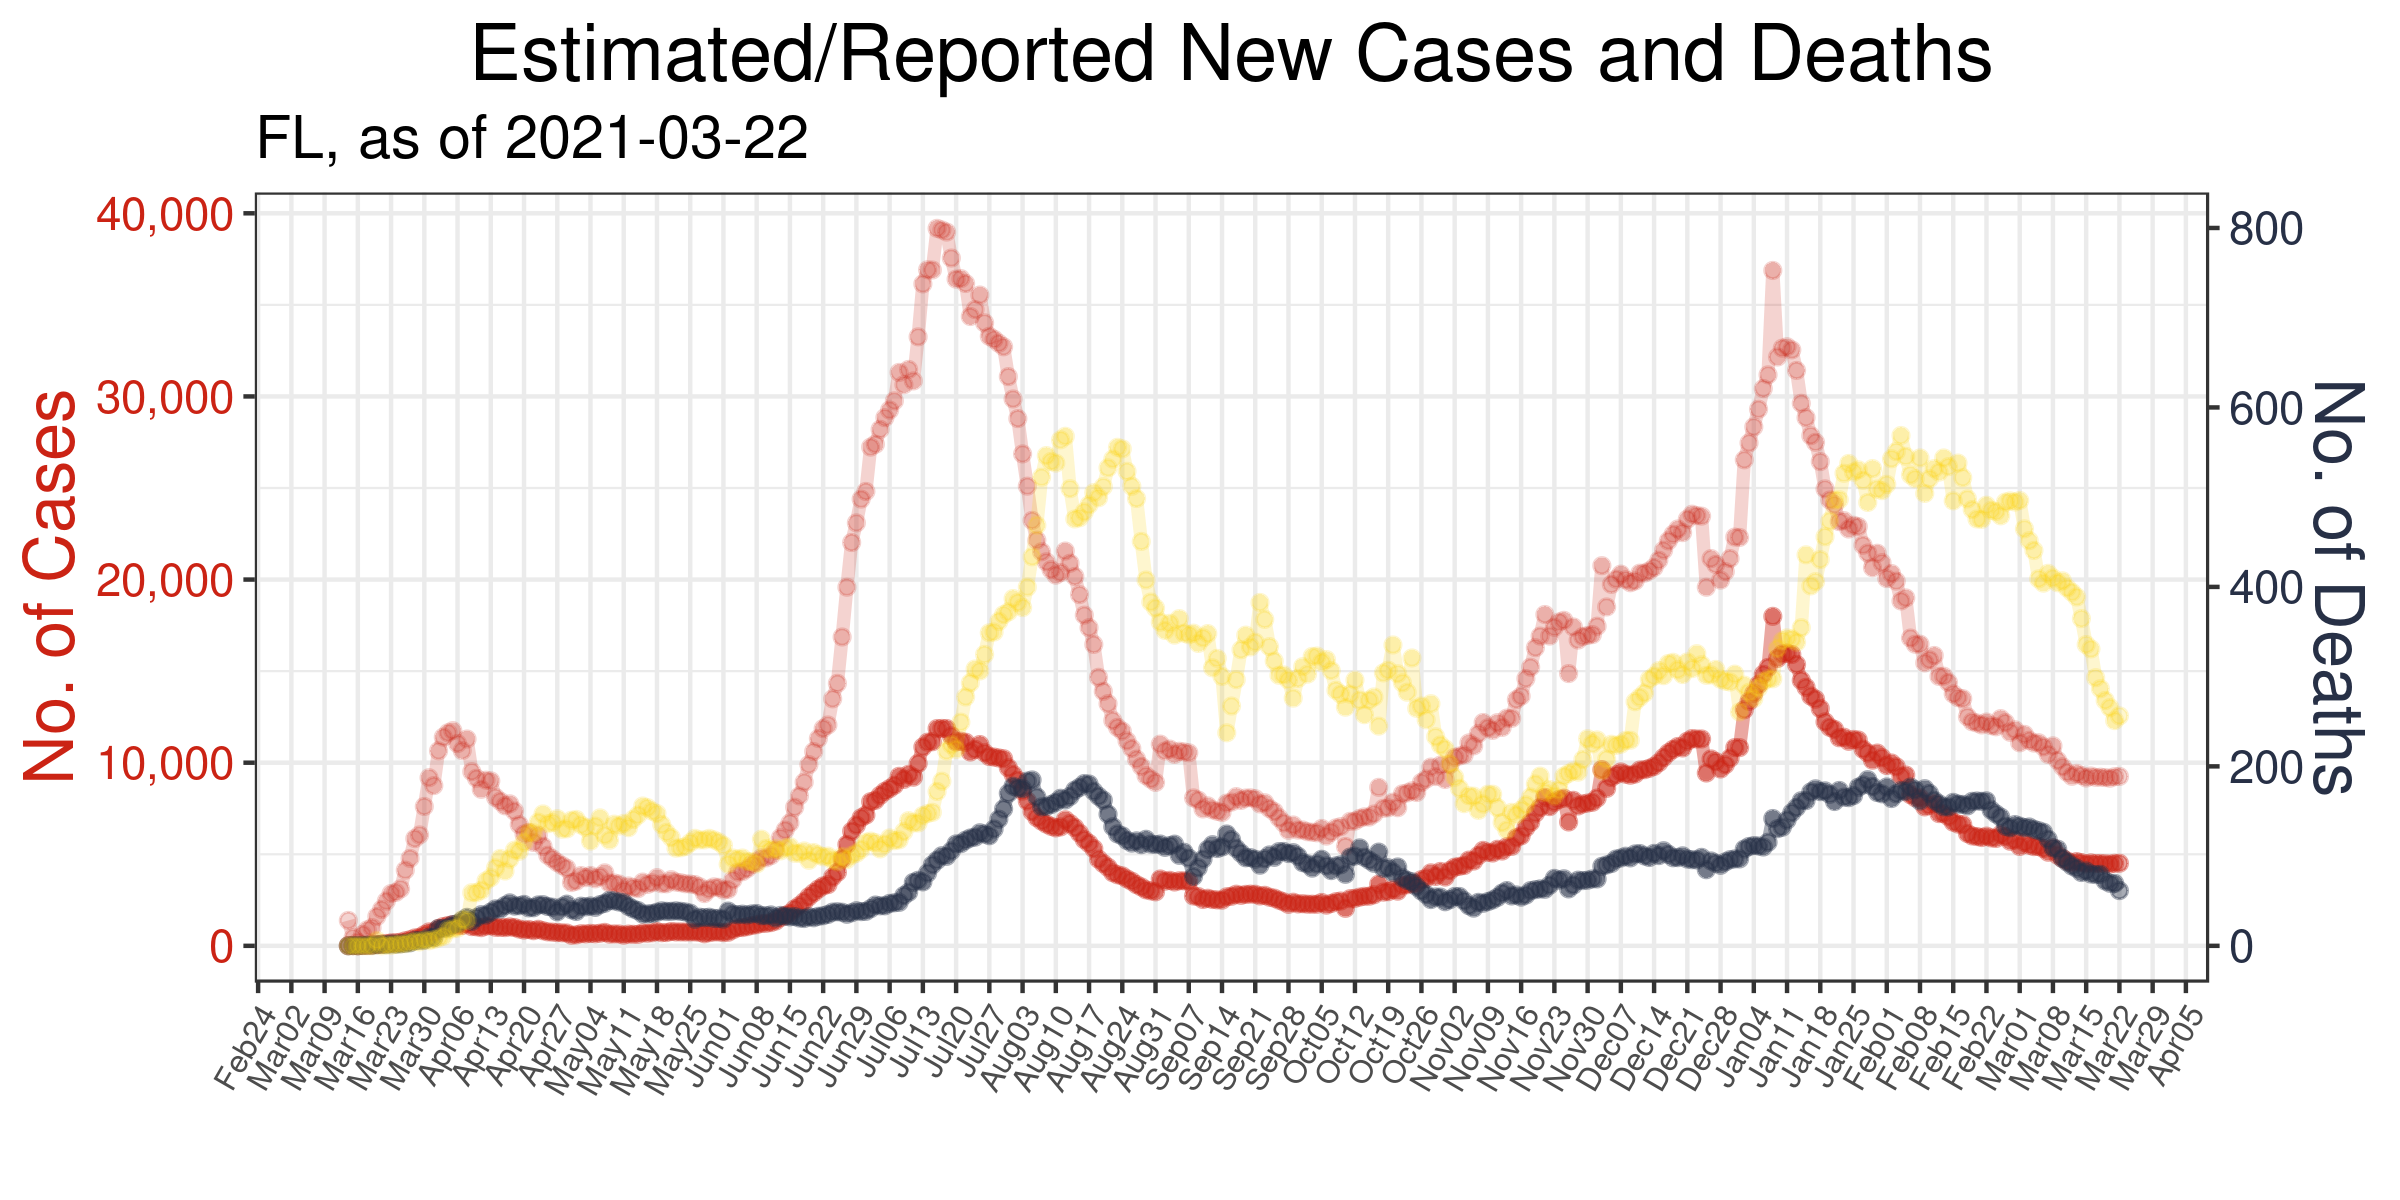 Estimated/Reported New Cases and Deaths
FL, as of 2021-03-22
No. of Cases
40,000
30,000
20,000
10,000
0
800
600
400
200
0
No. of Deaths
Feb24
Mar02
Mar09
Mar16
Mar23
Mar30
Apr06
Apr13
Apr20
Apr27
May04
May11
May18
May25
Jun01
Jun08
Jun15
Jun22
Jun29
Jul06
Jul13
Jul20
Jul27
Aug03
Aug10
Aug17
Aug24
Aug31
Sep07
Sep14
Sep21
Sep28
Oct05
Oct12
Oct19
Oct26
Nov02
Nov09
Nov16
Nov23
Nov30
Dec07
Dec14
Dec21
Dec28
Jan04
Jan11
Jan18
Jan25
Feb01
Feb08
Feb15
Feb22
Mar01
Mar08
Mar15
Mar22
Mar29
Apr05